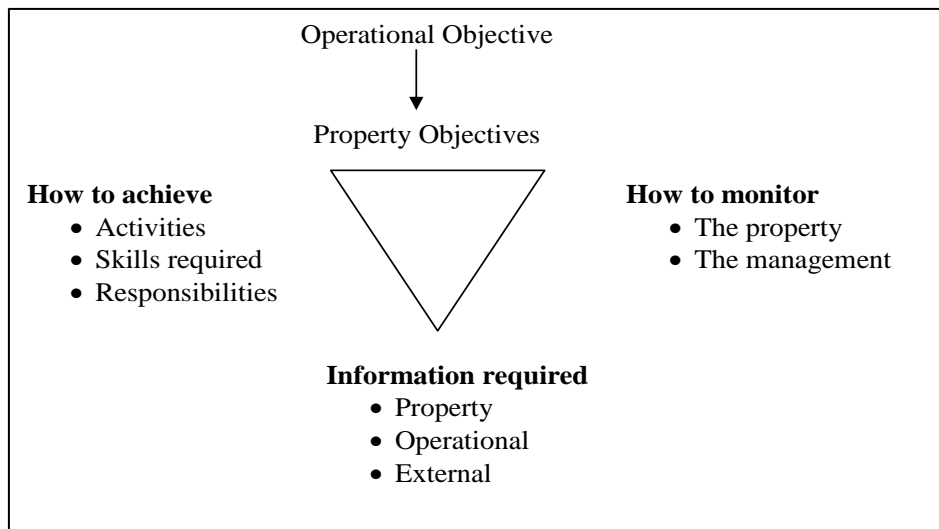 Operational Objective
Property Objectives
How to achieve
• Activities
• Skills required
• Responsibilities
How to monitor
• The property
• The management
Information required
• Property
• Operational
• External